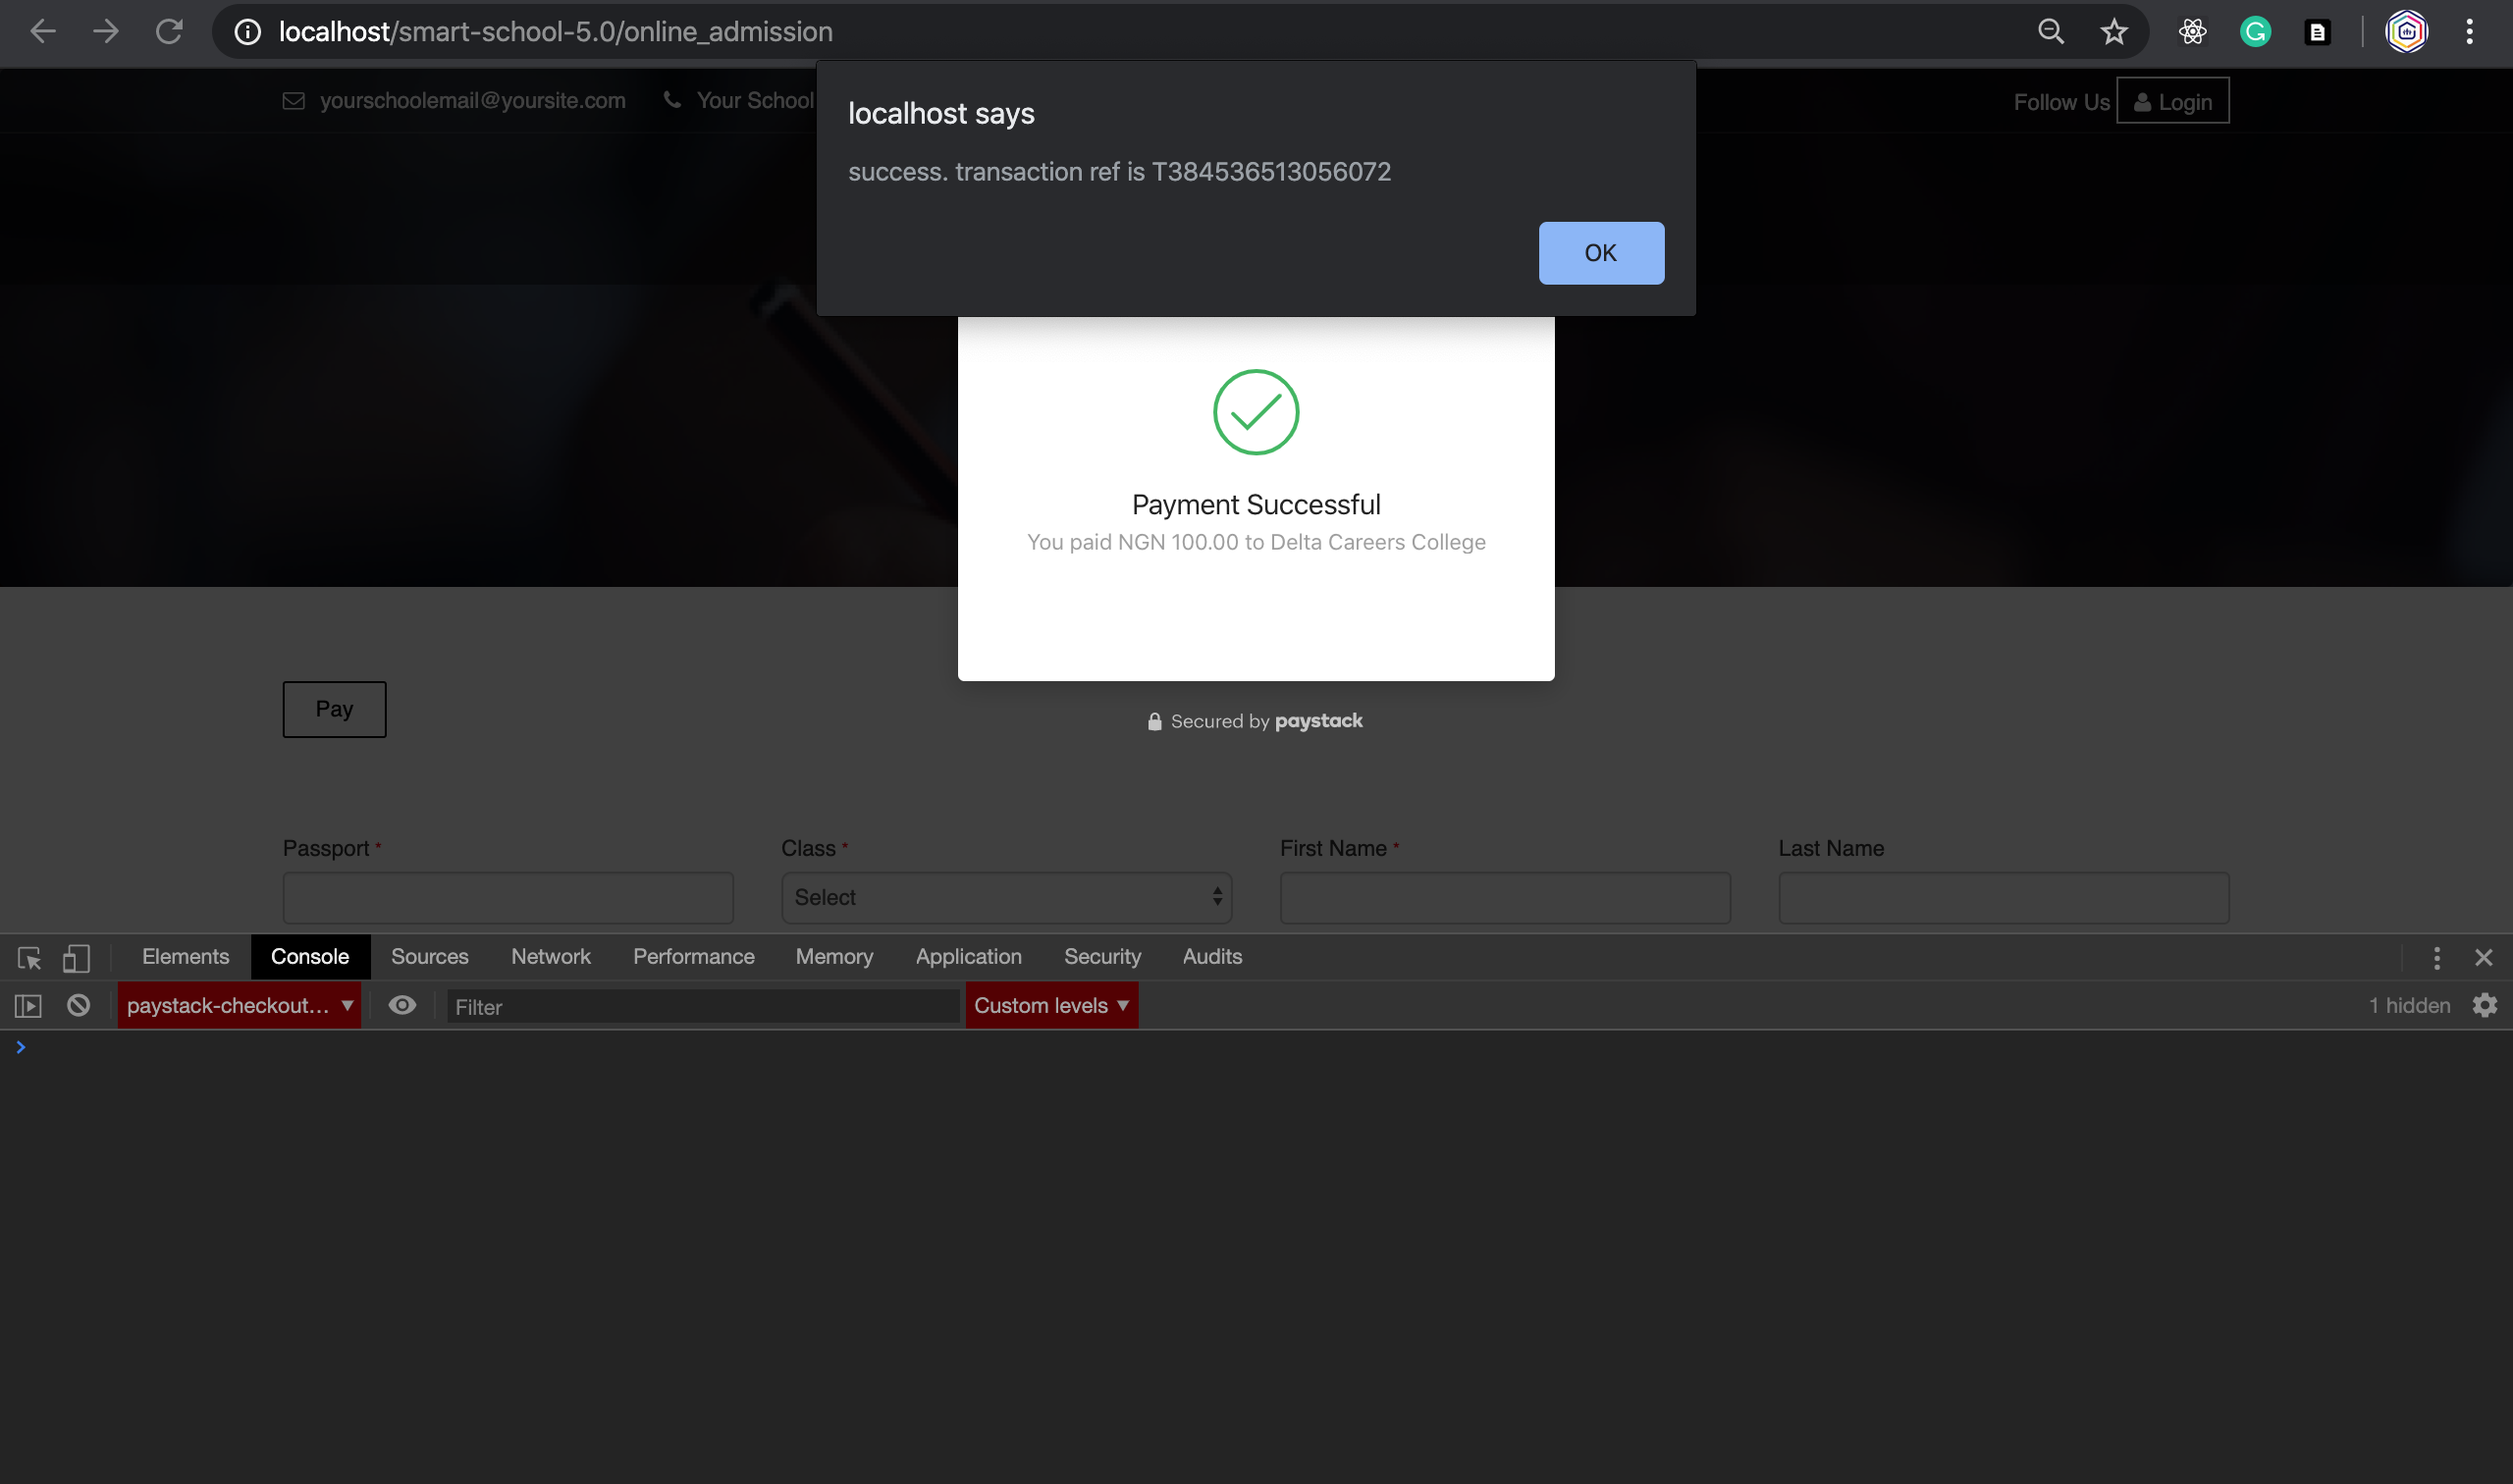 localhost/smart-school-5.0/online_admission
yourschoolemail@yoursite.com Your School
Follow Us Login
localhost says
success. transaction ref is T384536513056072
OK
Payment Successful
You paid NGN 100.00 to Delta Careers College
Pay
Secured by paystack
Passport * Class * First Name * Last Name
Select
Elements Console Sources Network Performance Memory Application Security Audits
paystack-checkout... Filter Custom levels 1 hidden